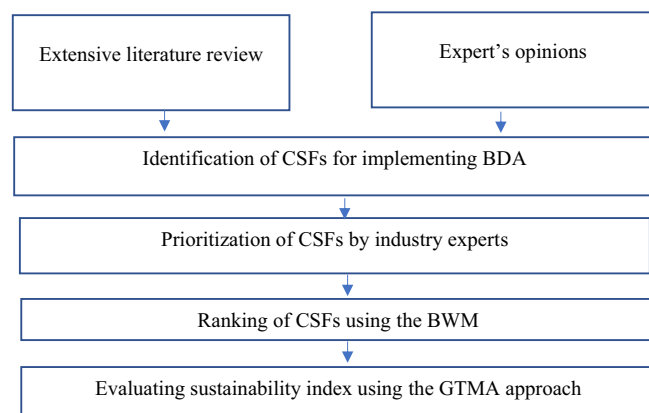 Extensive literature review
Expert’s opinions
Identification of CSFs for implementing BDA
Prioritization of CSFs by industry experts
Ranking of CSFs using the BWM
Evaluating sustainability index using the GTMA approach